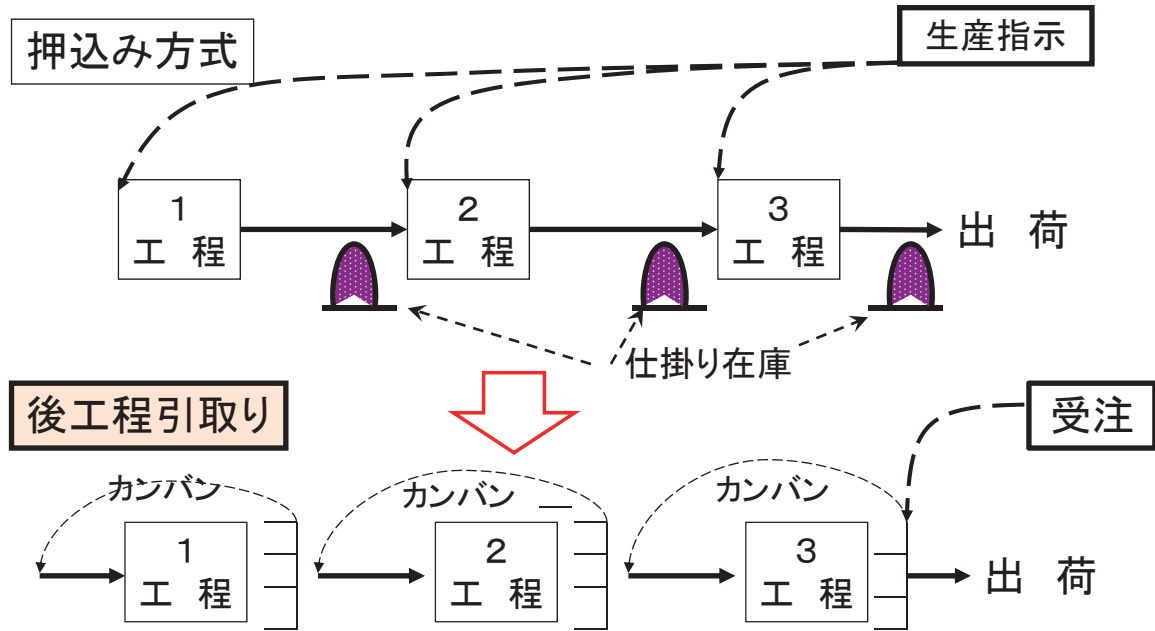 押込み方式
生産指示
1
工 程
2
工 程
3
工 程
出 荷
仕掛り在庫
後工程引取り
受注
カンバン
カンバン
カンバン
1
工 程
2
工 程
3
工 程
出 荷